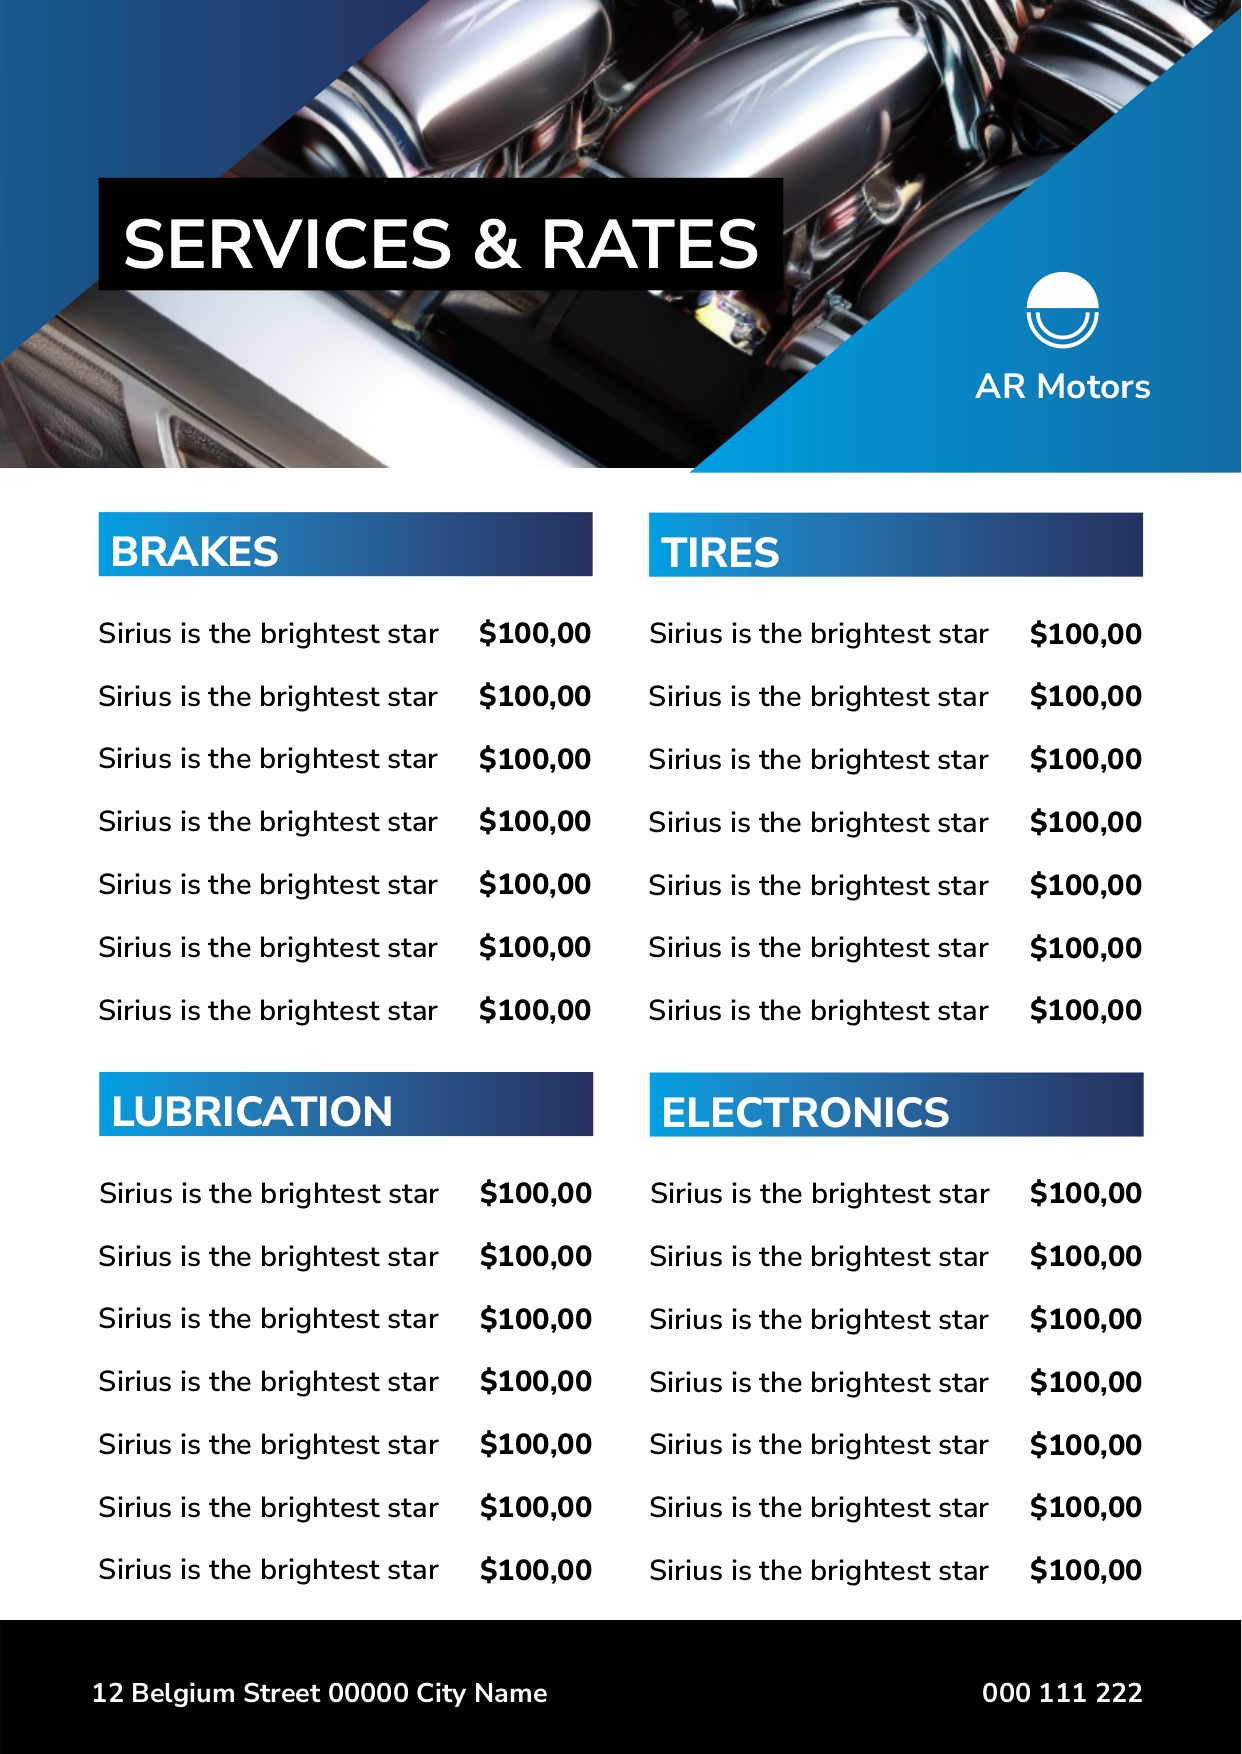 SERVICES & RATES
AR Motors
BRAKES
Sirius is the brightest star $100,00
Sirius is the brightest star $100,00
Sirius is the brightest star $100,00
Sirius is the brightest star $100,00
Sirius is the brightest star $100,00
Sirius is the brightest star $100,00
Sirius is the brightest star $100,00
TIRES
Sirius is the brightest star $100,00
Sirius is the brightest star $100,00
Sirius is the brightest star $100,00
Sirius is the brightest star $100,00
Sirius is the brightest star $100,00
Sirius is the brightest star $100,00
Sirius is the brightest star $100,00
LUBRICATION
Sirius is the brightest star $100,00
Sirius is the brightest star $100,00
Sirius is the brightest star $100,00
Sirius is the brightest star $100,00
Sirius is the brightest star $100,00
Sirius is the brightest star $100,00
Sirius is the brightest star $100,00
ELECTRONICS
Sirius is the brightest star $100,00
Sirius is the brightest star $100,00
Sirius is the brightest star $100,00
Sirius is the brightest star $100,00
Sirius is the brightest star $100,00
Sirius is the brightest star $100,00
Sirius is the brightest star $100,00
12 Belgium Street 00000 City Name
000 111 222